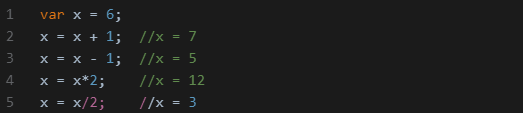 1 var x = 6;
2 x = x + 1; //x = 7
3 x = x - 1; //x = 5
4 x = x*2; //x = 12
5 x = x/2; //x = 3